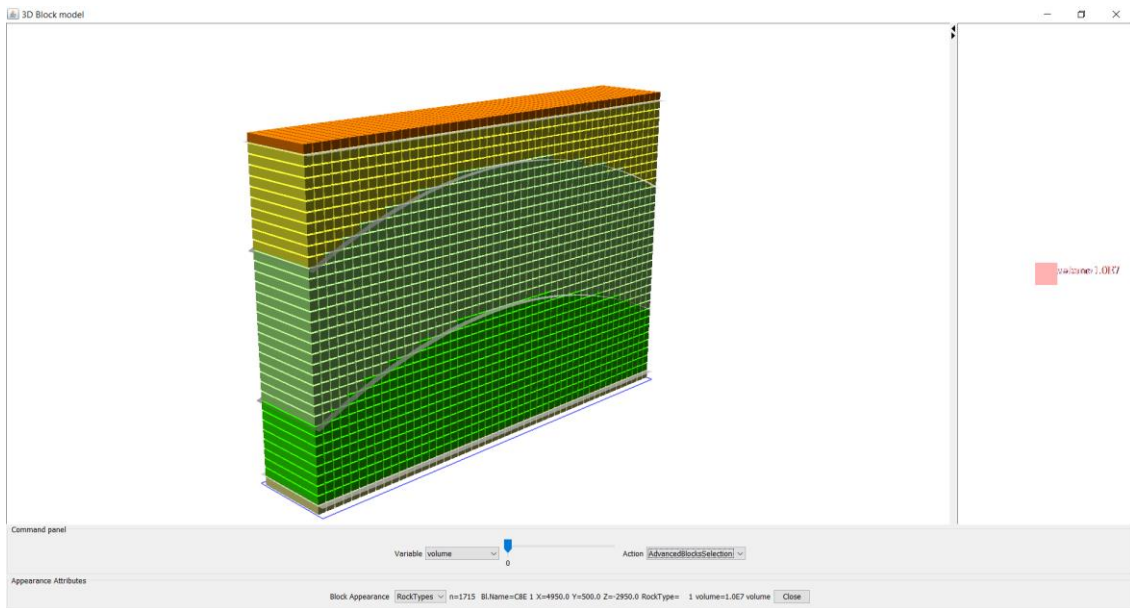 3D Block model
1.0E7
Command panel
Variable volume 0 Action AdvancedBlocksSelection
Appearance Attributes
Block Appearance RockTypes n=1715 Bl.Name=C8E 1 X=4950.0 Y=500.0 Z=-2950.0 RockType= 1 volume=1.0E7 volume Close